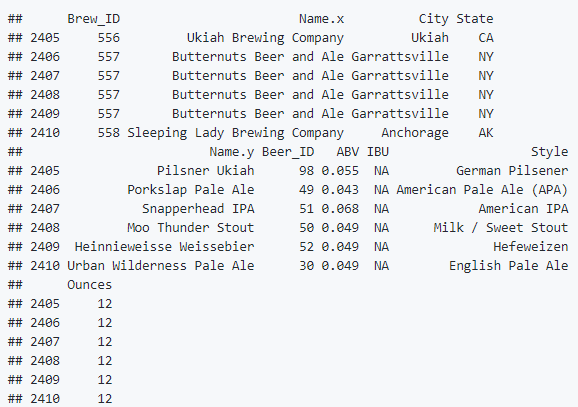 ##      Brew_ID                        Name.x          City State
## 2405     556         Ukiah Brewing Company         Ukiah    CA
## 2406     557       Butternuts Beer and Ale Garrattsville    NY
## 2407     557       Butternuts Beer and Ale Garrattsville    NY
## 2408     557       Butternuts Beer and Ale Garrattsville    NY
## 2409     557       Butternuts Beer and Ale Garrattsville    NY
## 2410     558 Sleeping Lady Brewing Company     Anchorage    AK
##                         Name.y Beer_ID   ABV IBU                   Style
## 2405             Pilsner Ukiah      98 0.055  NA         German Pilsener
## 2406         Porkslap Pale Ale      49 0.043  NA American Pale Ale (APA)
## 2407           Snapperhead IPA      51 0.068  NA            American IPA
## 2408         Moo Thunder Stout      50 0.049  NA      Milk / Sweet Stout
## 2409  Heinnieweisse Weissebier      52 0.049  NA              Hefeweizen
## 2410 Urban Wilderness Pale Ale      30 0.049  NA        English Pale Ale
##      Ounces
## 2405     12
## 2406     12
## 2407     12
## 2408     12
## 2409     12
## 2410     12